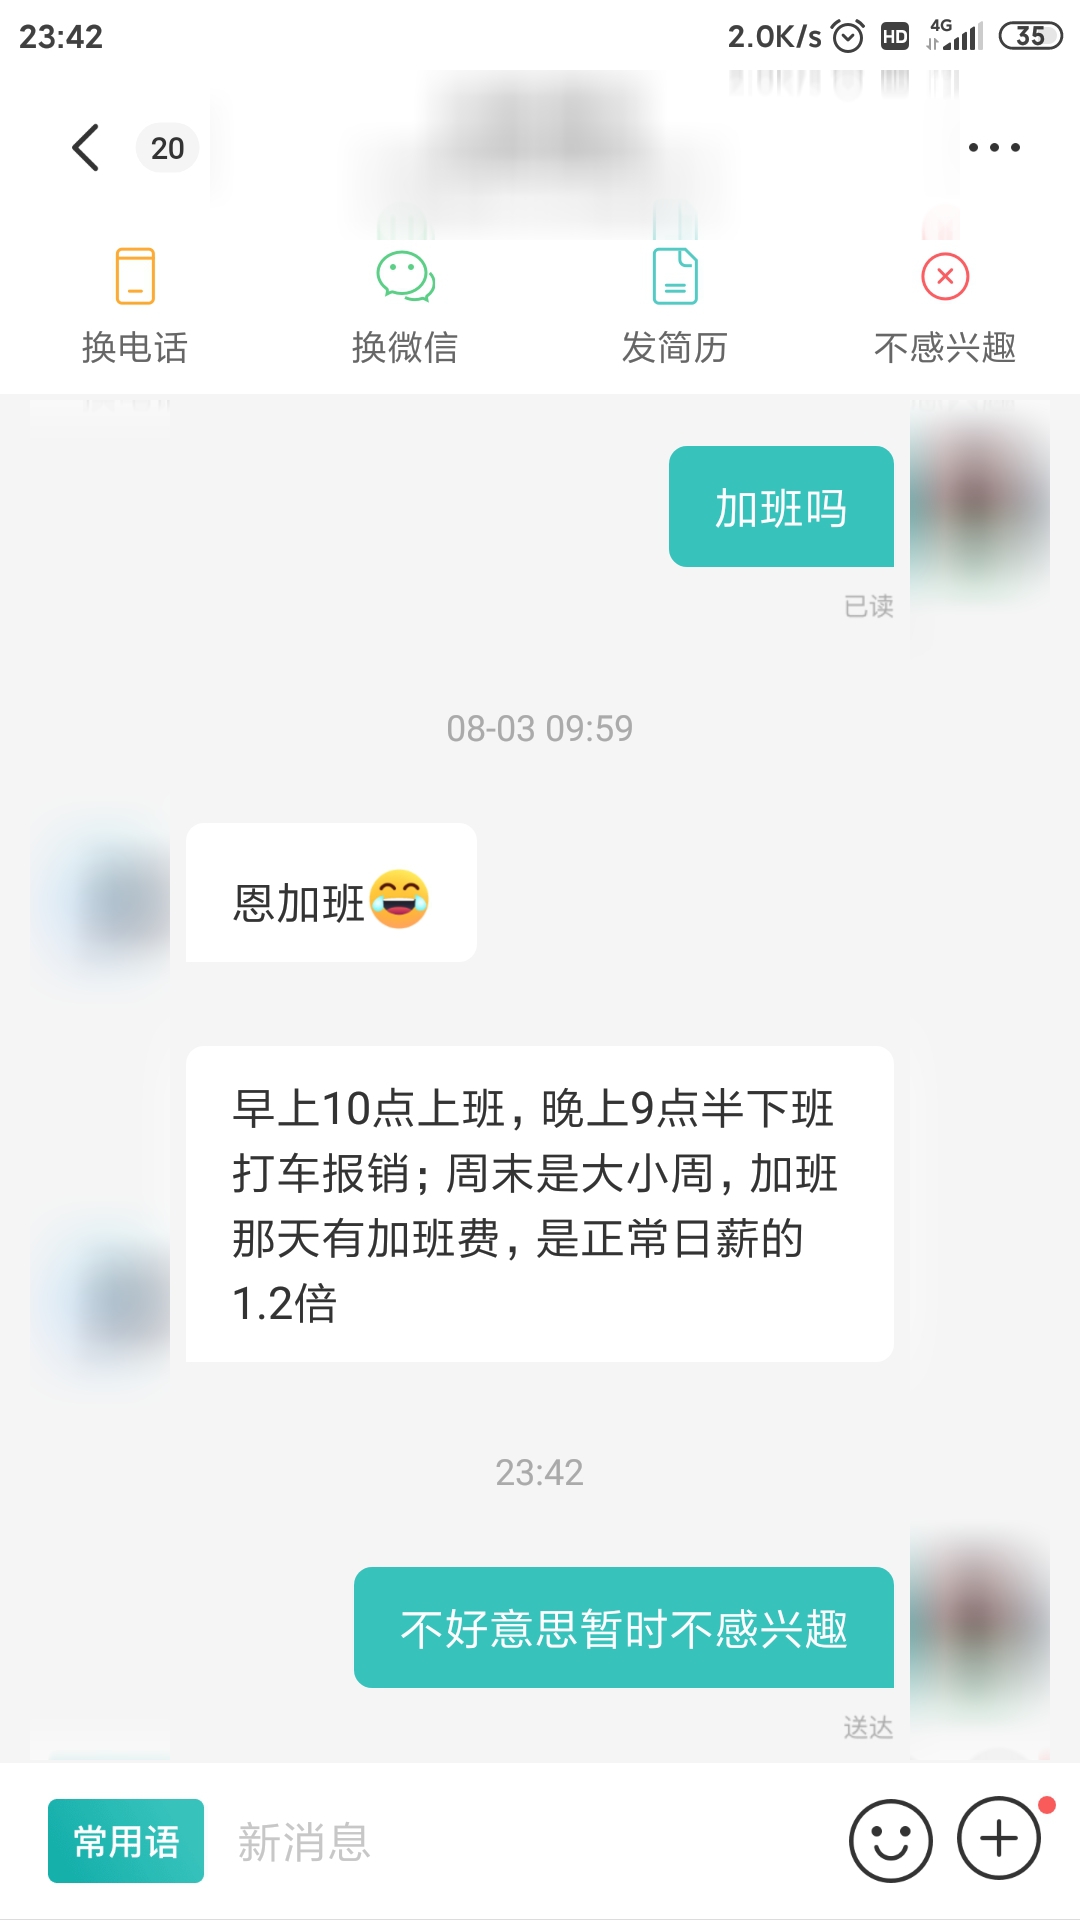 23:42 2.0K/s HD 4G 35
20
换电话 换微信 发简历 不感兴趣
加班吗
已读
08-03 09:59
恩加班😂
早上10点上班，晚上9点半下班
打车报销；周末是大小周，加班
那天有加班费，是正常日薪的
1.2倍
23:42
不好意思暂时不感兴趣
送达
常用语 新消息